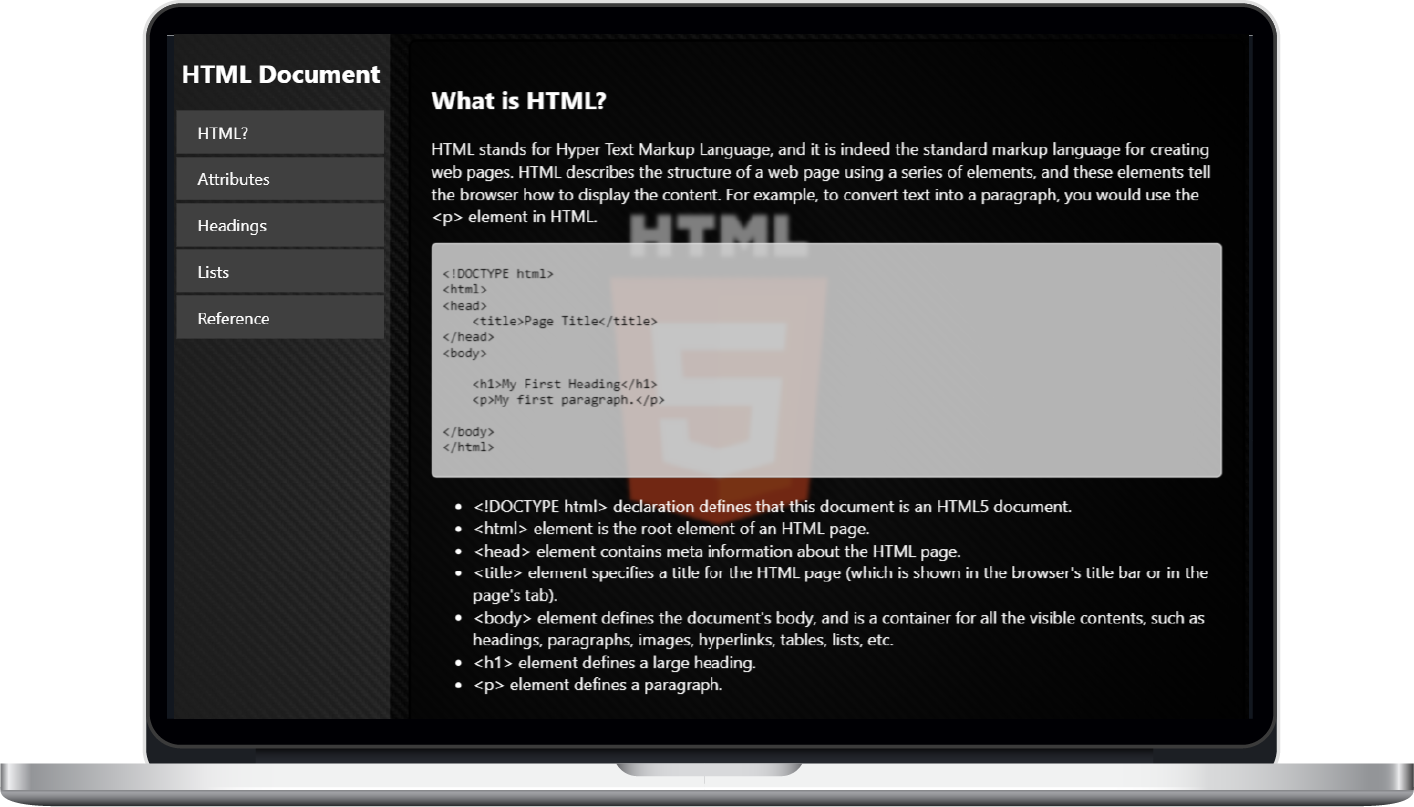 HTML Document
HTML?
Attributes
Headings
Lists
Reference
What is HTML?
HTML stands for Hyper Text Markup Language, and it is indeed the standard markup language for creating
web pages. HTML describes the structure of a web page using a series of elements, and these elements tell
the browser how to display the content. For example, to convert text into a paragraph, you would use the
<p> element in HTML.
HTML
5
<!DOCTYPE html>
<html>
<head>
    <title>Page Title</title>
</head>
<body>
    <h1>My First Heading</h1>
    <p>My first paragraph.</p>
</body>
</html>
• <!DOCTYPE html> declaration defines that this document is an HTML5 document.
• <html> element is the root element of an HTML page.
• <head> element contains meta information about the HTML page.
• <title> element specifies a title for the HTML page (which is shown in the browser's title bar or in the
page's tab).
• <body> element defines the document's body, and is a container for all the visible contents, such as
headings, paragraphs, images, hyperlinks, tables, lists, etc.
• <h1> element defines a large heading.
• <p> element defines a paragraph.